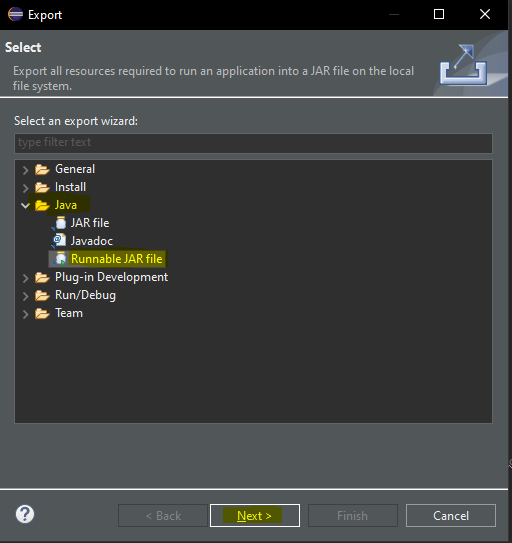 Export
Select
Export all resources required to run an application into a JAR file on the local
file system.
Select an export wizard:
type filter text
General
Install
Java
JAR file
Javadoc
Runnable JAR file
Plug-in Development
Run/Debug
Team
< Back
Next >
Finish
Cancel